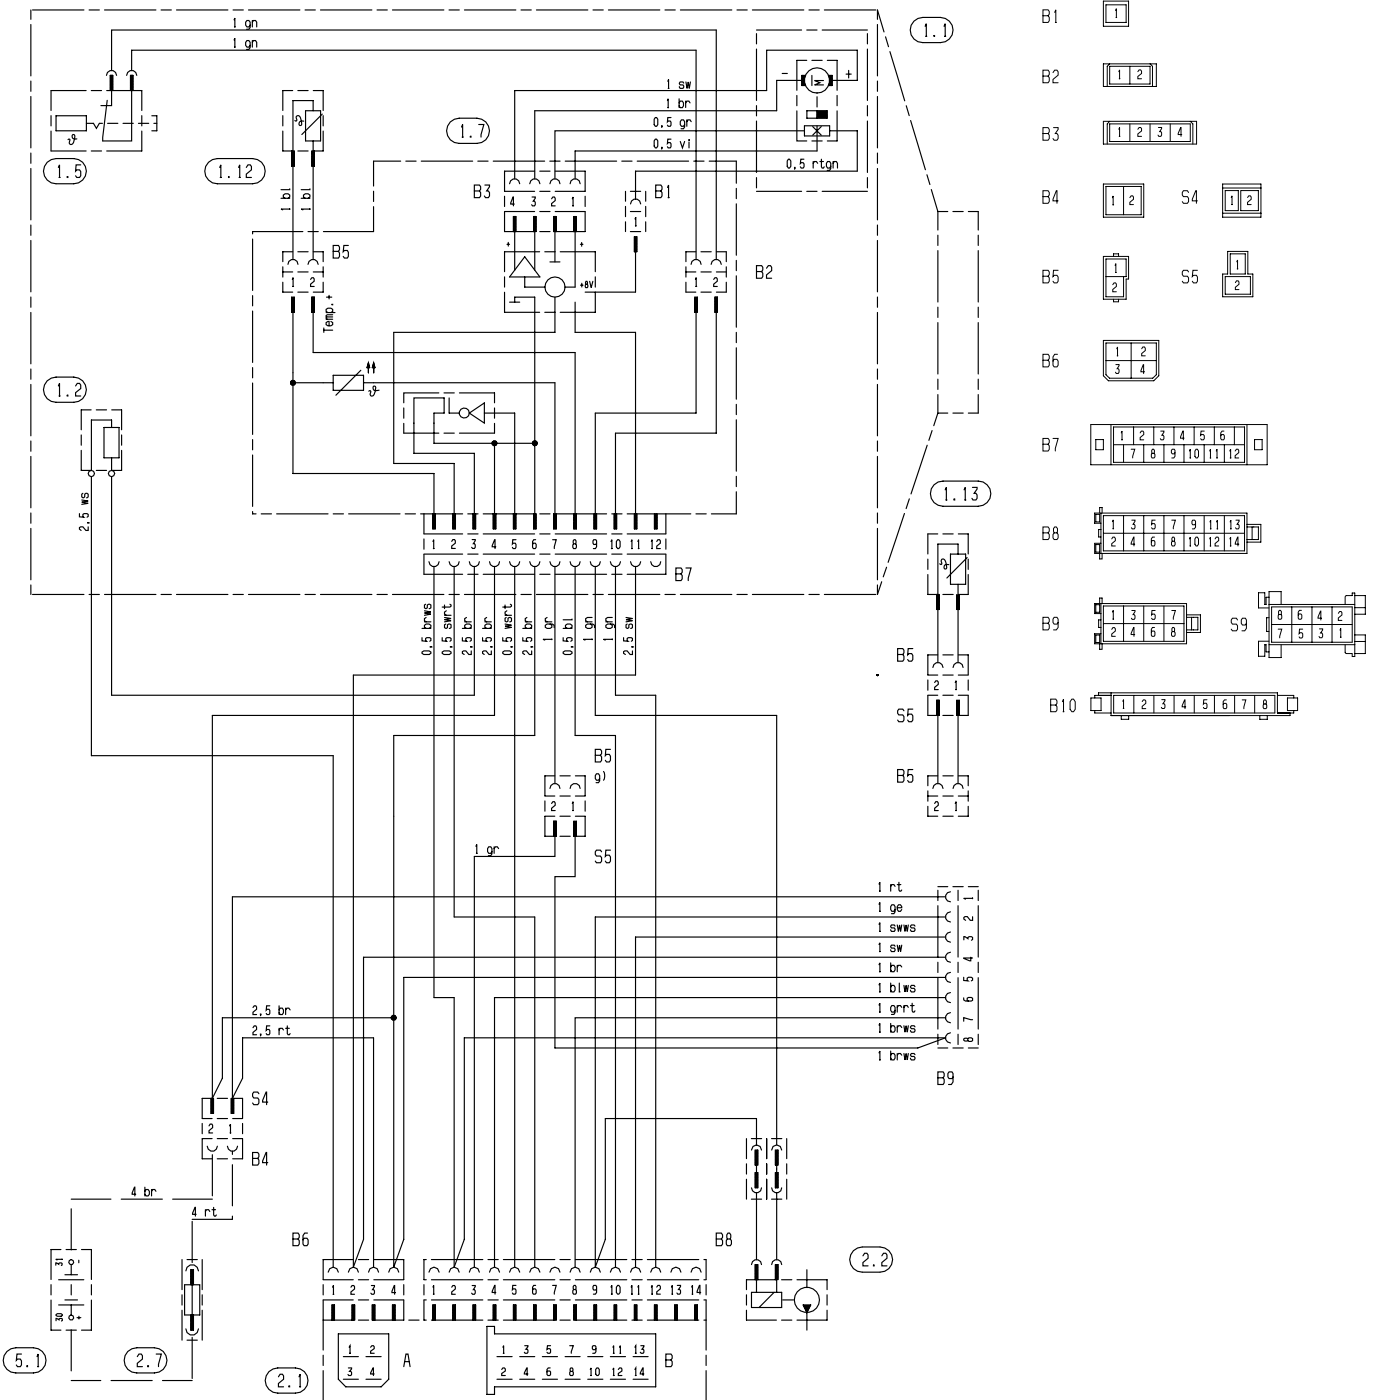 1 gn
1 gn
1.1
1.5
1.12
1 bl
1 bl
1.7
1 sw
1 br
0,5 gr
0,5 vi
0,5 rtgn
- M +
ϑ
ϑ
B3
4 3 2 1
B1
1
B5
1 2
Temp.+
+ +
+8V
B2
1 2
ϑ
1.2
2,5 ws
1 2 3 4 5 6 7 8 9 10 11 12
B7
0,5 brws
0,5 swrt
2,5 br
2,5 br
0,5 wsrt
2,5 br
1 gr
0,5 bl
1 gn
1 gn
2,5 sw
1.13
ϑ
B5
2 1
S5
B5
2 1
B5
g)
2 1
S5
1 gr
1 rt
1 ge
1 swws
1 sw
1 br
1 blws
1 grrt
1 brws
1 brws
1 2 3 4 5 6 7 8
B9
2,5 br
2,5 rt
S4
2 1
B4
4 br
4 rt
31 -
30 +
5.1
2.7
B6
1 2 3 4
B8
1 2 3 4 5 6 7 8 9 10 11 12 13 14
2.2
2.1
1 2
3 4
A
1 3 5 7 9 11 13
2 4 6 8 10 12 14
B
B1
1
B2
1 2
B3
1 2 3 4
B4
1 2
S4
1 2
B5
1
2
S5
1
2
B6
1 2
3 4
B7
1 2 3 4 5 6
7 8 9 10 11 12
B8
1 3 5 7 9 11 13
2 4 6 8 10 12 14
B9
1 3 5 7
2 4 6 8
S9
8 6 4 2
7 5 3 1
B10
1 2 3 4 5 6 7 8